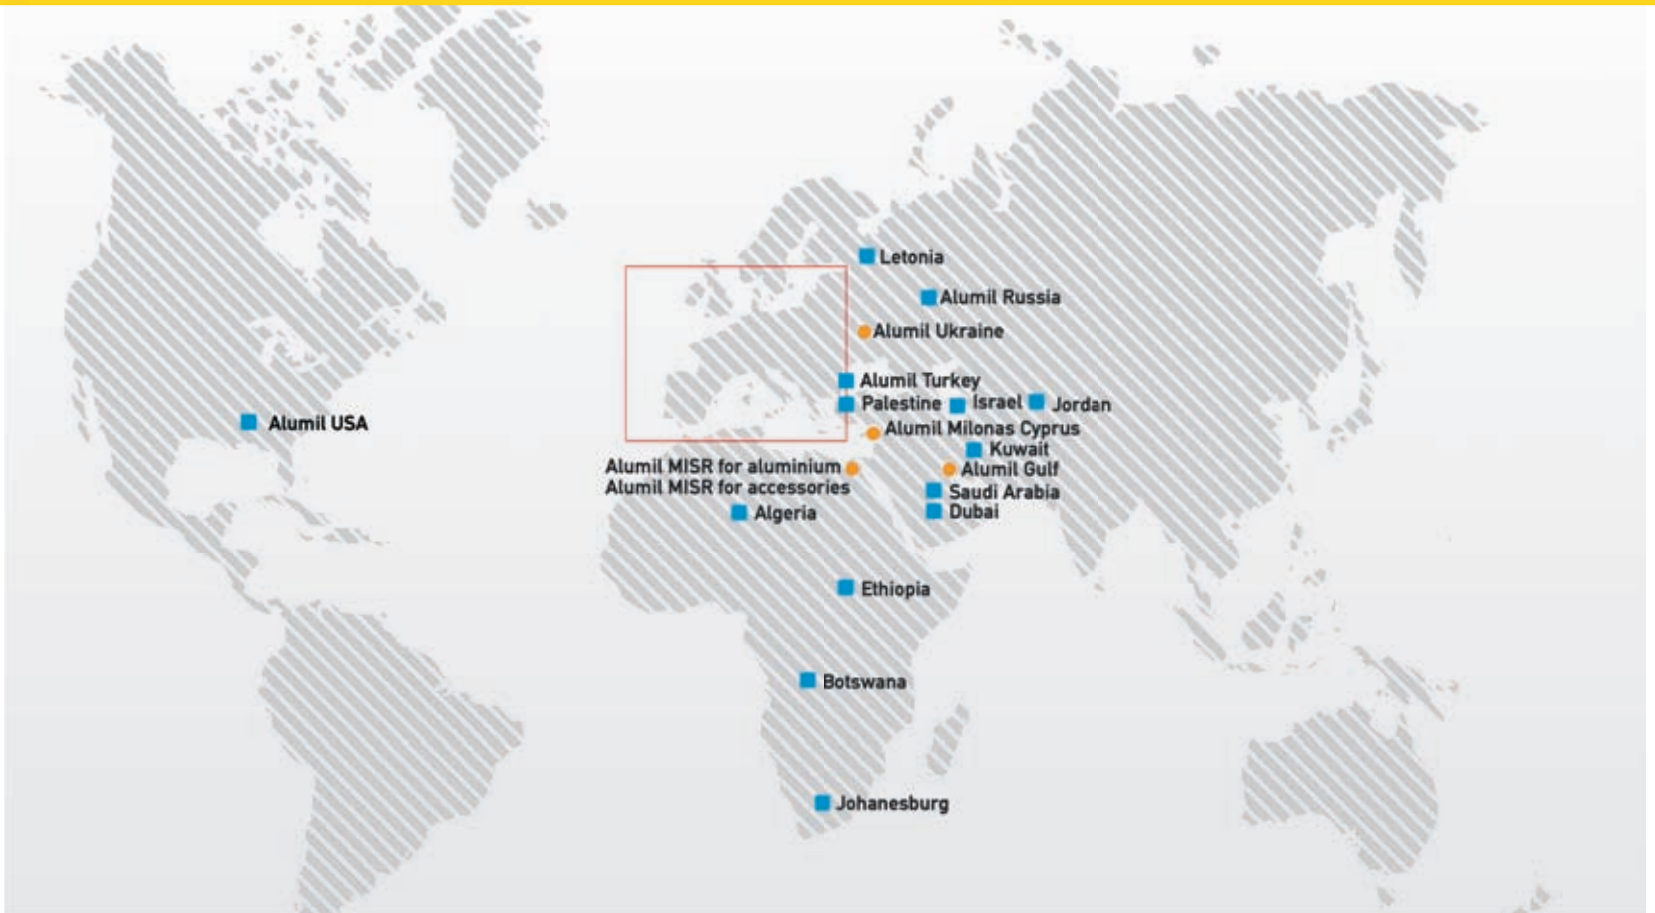 Letonia
Alumil Russia
Alumil Ukraine
Alumil Turkey
Palestine
Israel
Jordan
Alumil USA
Alumil Milonas Cyprus
Kuwait
Alumil MISR for aluminium
Alumil Gulf
Alumil MISR for accessories
Saudi Arabia
Algeria
Dubai
Ethiopia
Botswana
Johanesburg